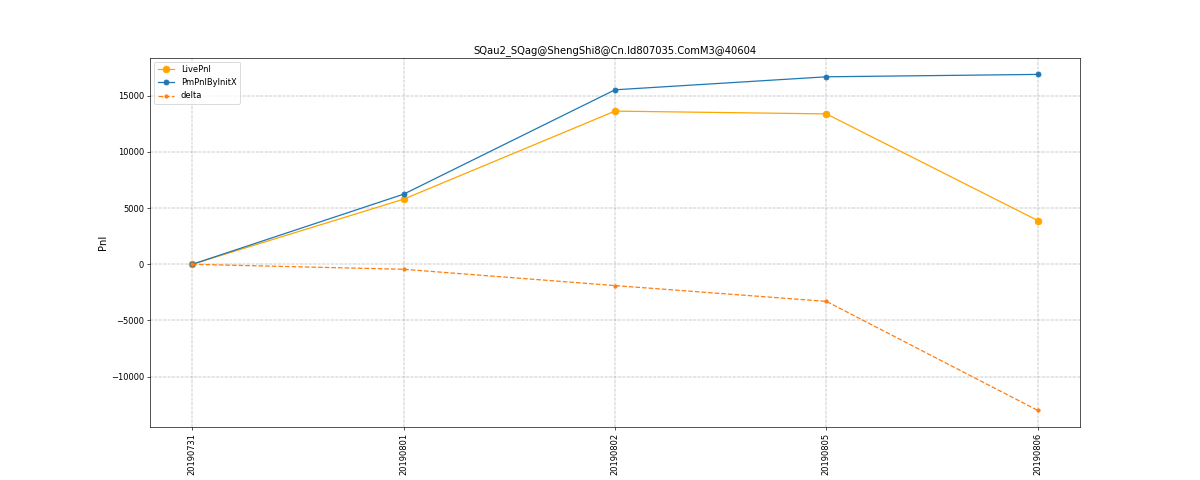 SQau2_SQag@ShengShi8@Cn.Id807035.ComM3@40604
LivePnl
PmPnlByInitX
delta
Pnl
15000
10000
5000
0
−5000
−10000
20190731
20190801
20190802
20190805
20190806